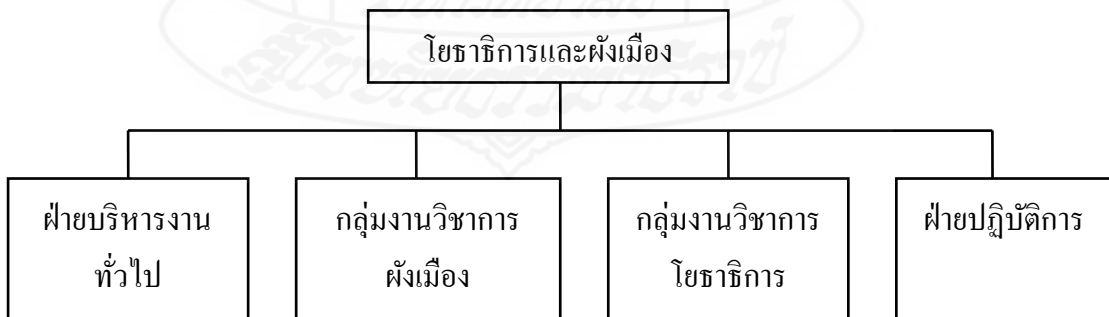 โยธาธิการและผังเมือง
ฝ่ายบริหารงาน
ทั่วไป
กลุ่มงานวิชาการ
ผังเมือง
กลุ่มงานวิชาการ
โยธาธิการ
ฝ่ายปฏิบัติการ